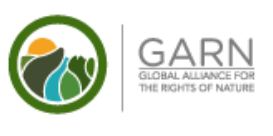 GARN
GLOBAL ALLIANCE FOR
THE RIGHTS OF NATURE